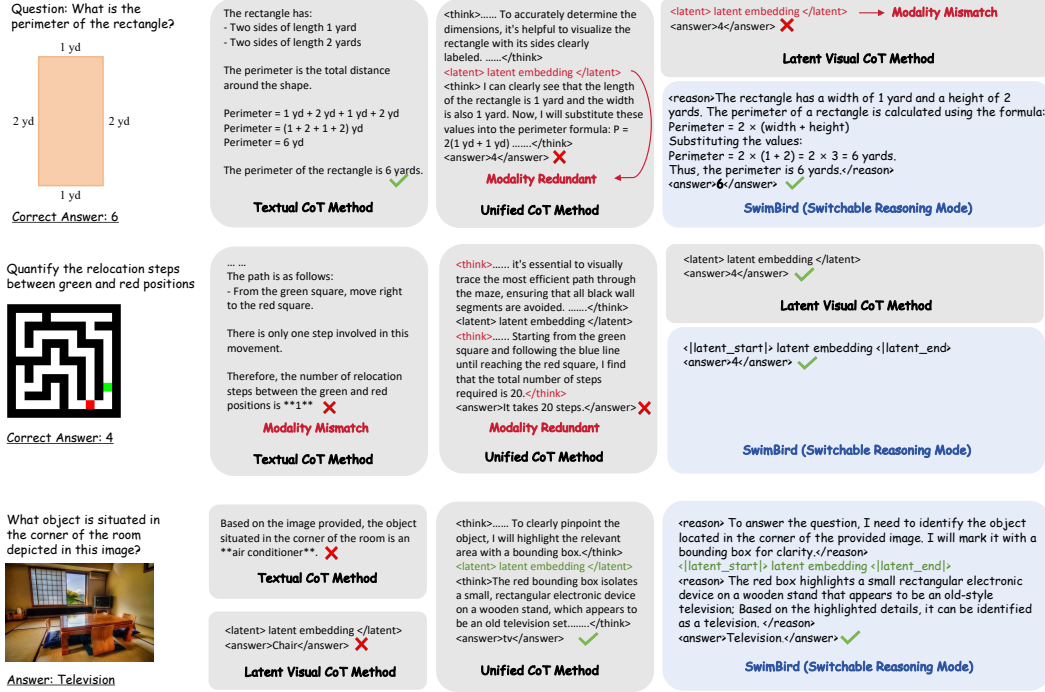 Question: What is the
perimeter of the rectangle?
1 yd
2 yd
2 yd
1 yd
Correct Answer: 6
The rectangle has:
- Two sides of length 1 yard
- Two sides of length 2 yards
The perimeter is the total distance
around the shape.
Perimeter = 1 yd + 2 yd + 1 yd + 2 yd
Perimeter = (1 + 2 + 1 + 2) yd
Perimeter = 6 yd
The perimeter of the rectangle is 6 yards.
Textual CoT Method
<think>...... To accurately determine the
dimensions, it's helpful to visualize the
rectangle with its sides clearly
labeled. ......</think>
<latent> latent embedding </latent>
<think> I can clearly see that the length
of the rectangle is 1 yard and the width
is also 1 yard. Now, I will substitute these
values into the perimeter formula: P =
2(1 yd + 1 yd) ......</think>
<answer>4</answer>
Modality Redundant
Unified CoT Method
<latent> latent embedding </latent>
Modality Mismatch
<answer>4</answer>
Latent Visual CoT Method
<reason>The rectangle has a width of 1 yard and a height of 2
yards. The perimeter of a rectangle is calculated using the formula:
Perimeter = 2 × (width + height)
Substituting the values:
Perimeter = 2 × (1 + 2) = 2 × 3 = 6 yards.
Thus, the perimeter is 6 yards.</reason>
<answer>6</answer>
SwimBird (Switchable Reasoning Mode)
Quantify the relocation steps
between green and red positions
Correct Answer: 4
... ...
The path is as follows:
- From the green square, move right
to the red square.
There is only one step involved in this
movement.
Therefore, the number of relocation
steps between the green and red
positions is **1**
Modality Mismatch
Textual CoT Method
<think>...... it's essential to visually
trace the most efficient path through
the maze, ensuring that all black wall
segments are avoided. .......</think>
<latent> latent embedding </latent>
<think>...... Starting from the green
square and following the blue line
until reaching the red square, I find
that the total number of steps
required is 20.</think>
<answer>It takes 20 steps.</answer>
Modality Redundant
Unified CoT Method
<latent> latent embedding </latent>
<answer>4</answer>
Latent Visual CoT Method
<|latent_start|> latent embedding <|latent_end>
<answer>4</answer>
SwimBird (Switchable Reasoning Mode)
What object is situated in
the corner of the room
depicted in this image?
Answer: Television
Based on the image provided, the object
situated in the corner of the room is an
**air conditioner**.
Textual CoT Method
<latent> latent embedding </latent>
<answer>Chair</answer>
Latent Visual CoT Method
<think>...... To clearly pinpoint the
object, I will highlight the relevant
area with a bounding box.</think>
<latent> latent embedding </latent>
<think>The red bounding box isolates
a small, rectangular electronic device
on a wooden stand, which appears to
be an old television set........</think>
<answer>tv</answer>
Unified CoT Method
<reason> To answer the question, I need to identify the object
located in the corner of the provided image. I will mark it with a
bounding box for clarity.</reason>
<|latent_start|> latent embedding <|latent_end|>
<reason> The red box highlights a small rectangular electronic
device on a wooden stand that appears to be an old-style
television; Based on the highlighted details, it can be identified
as a television. </reason>
<answer>Television.</answer>
SwimBird (Switchable Reasoning Mode)